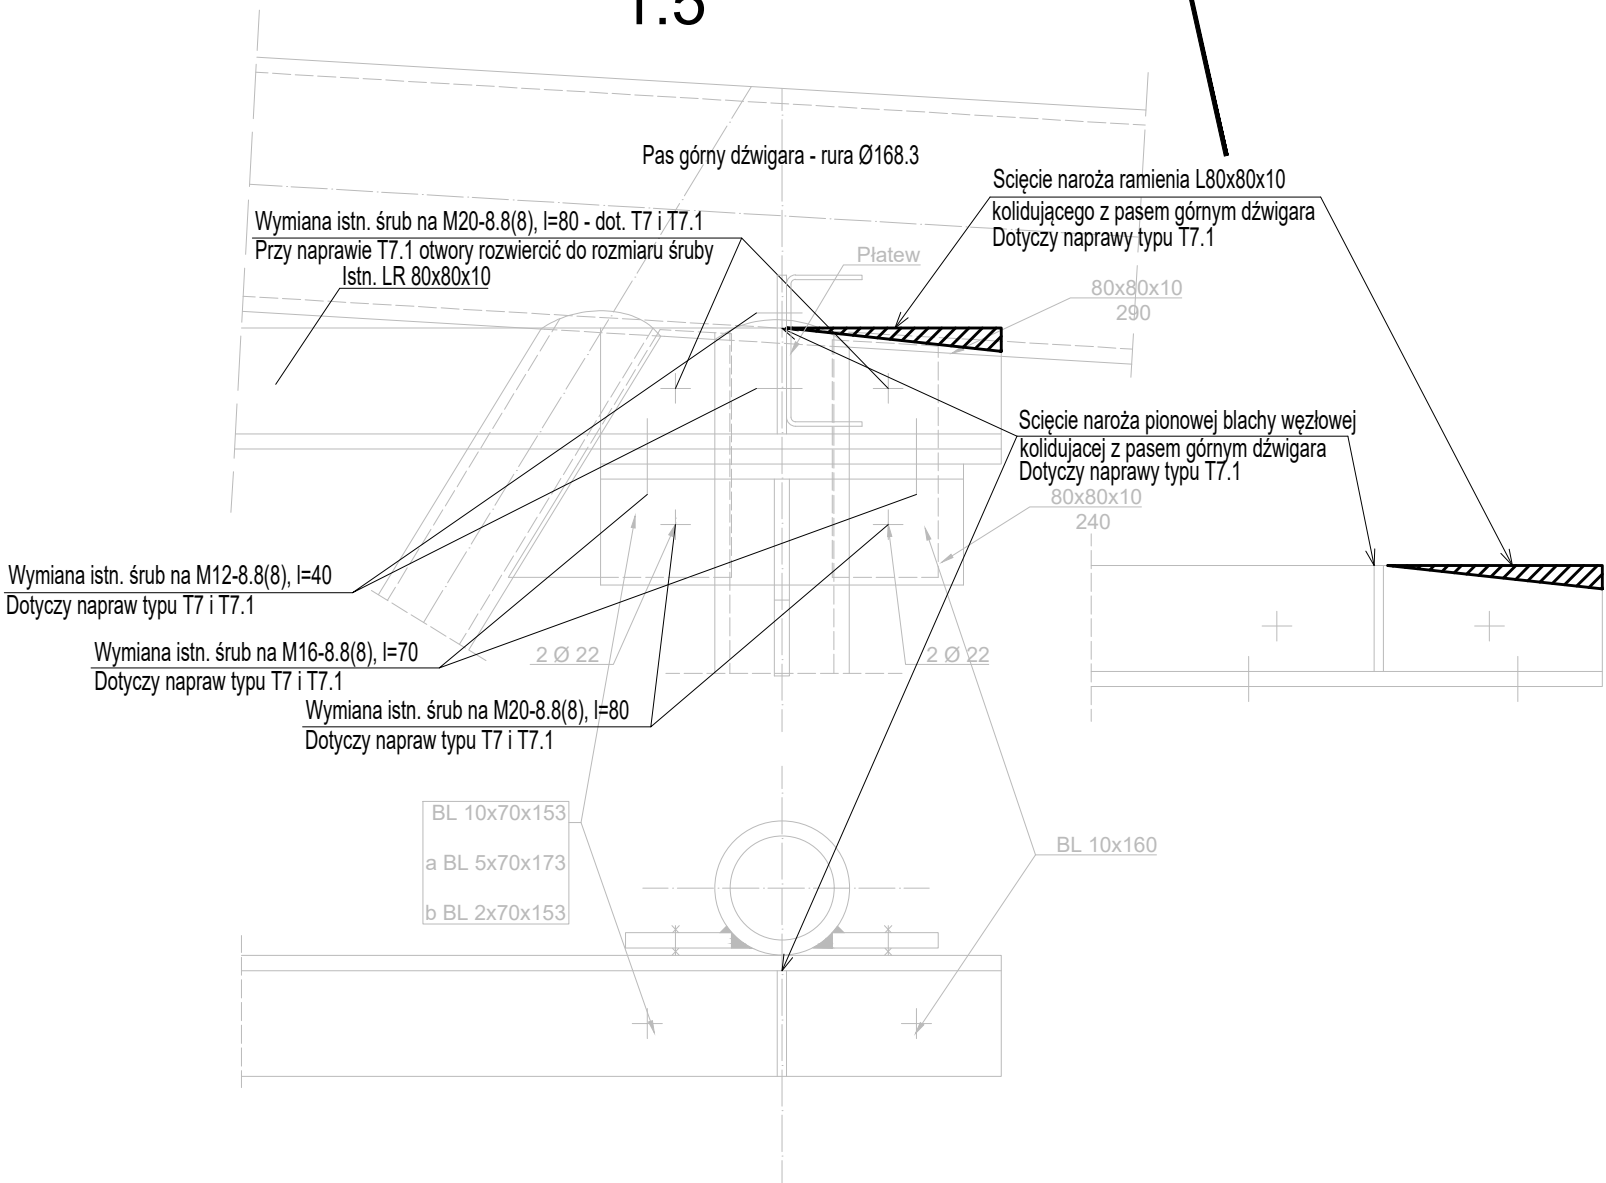 1:5
Pas górny dźwigara - rura Ø168.3
Scięcie naroża ramienia L80x80x10
kolidującego z pasem górnym dźwigara
Dotyczy naprawy typu T7.1
Wymiana istn. śrub na M20-8.8(8), l=80 - dot. T7 i T7.1
Przy naprawie T7.1 otwory rozwiercić do rozmiaru śruby
Istn. LR 80x80x10
Płatew
80x80x10
290
Scięcie naroża pionowej blachy węzłowej
kolidujacej z pasem górnym dźwigara
Dotyczy naprawy typu T7.1
80x80x10
240
Wymiana istn. śrub na M12-8.8(8), l=40
Dotyczy napraw typu T7 i T7.1
Wymiana istn. śrub na M16-8.8(8), l=70
Dotyczy napraw typu T7 i T7.1
2 Ø 22
2 Ø 22
Wymiana istn. śrub na M20-8.8(8), l=80
Dotyczy napraw typu T7 i T7.1
BL 10x70x153
a BL 5x70x173
b BL 2x70x153
BL 10x160